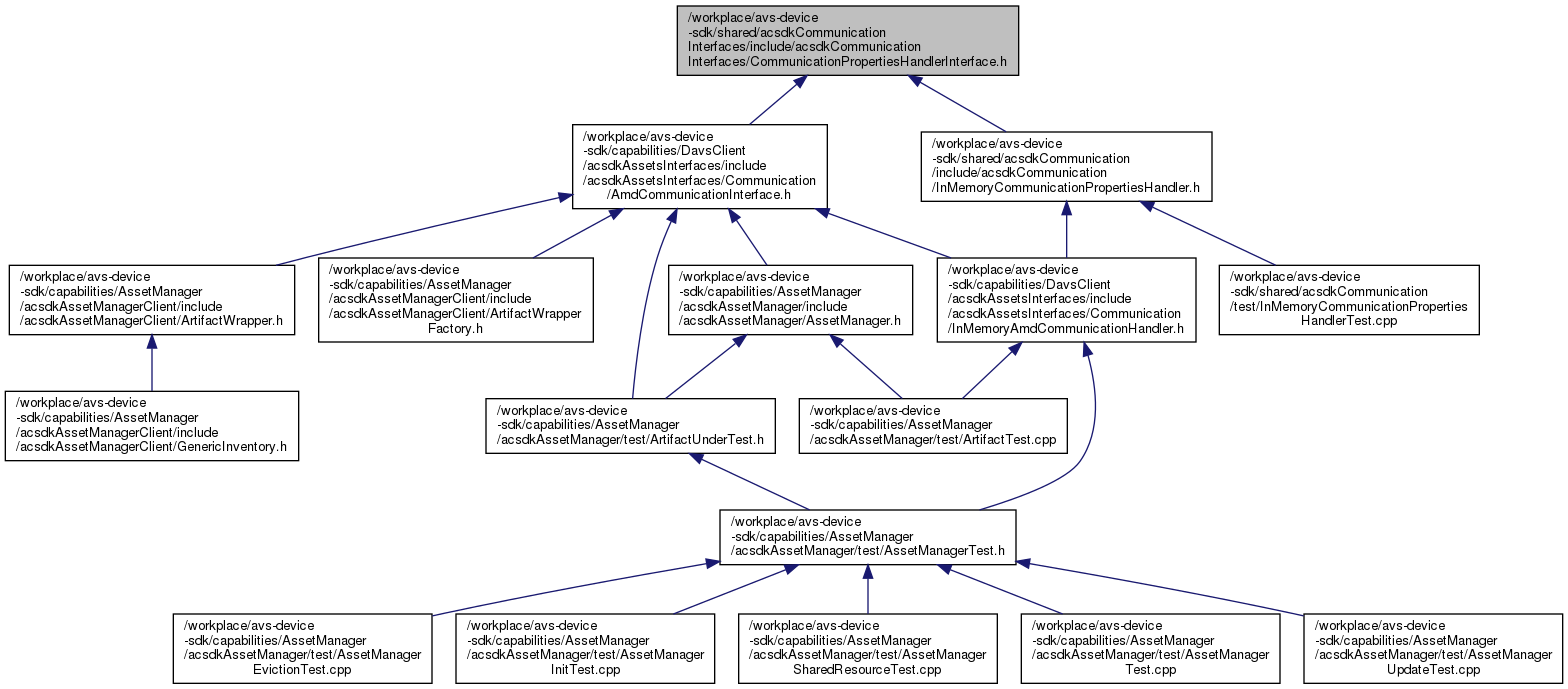 /workplace/avs-device
-sdk/shared/acsdkCommunication
Interfaces/include/acsdkCommunication
Interfaces/CommunicationPropertiesHandlerInterface.h
/workplace/avs-device
-sdk/capabilities/DavsClient
/acsdkAssetsInterfaces/include
/acsdkAssetsInterfaces/Communication
/AmdCommunicationInterface.h
/workplace/avs-device
-sdk/shared/acsdkCommunication
/include/acsdkCommunication
/InMemoryCommunicationPropertiesHandler.h
/workplace/avs-device
-sdk/capabilities/AssetManager
/acsdkAssetManagerClient/include
/acsdkAssetManagerClient/ArtifactWrapper.h
/workplace/avs-device
-sdk/capabilities/AssetManager
/acsdkAssetManagerClient/include
/acsdkAssetManagerClient/ArtifactWrapper
Factory.h
/workplace/avs-device
-sdk/capabilities/AssetManager
/acsdkAssetManager/include
/acsdkAssetManager/AssetManager.h
/workplace/avs-device
-sdk/capabilities/DavsClient
/acsdkAssetsInterfaces/include
/acsdkAssetsInterfaces/Communication
/InMemoryAmdCommunicationHandler.h
/workplace/avs-device
-sdk/shared/acsdkCommunication
/test/InMemoryCommunicationProperties
HandlerTest.cpp
/workplace/avs-device
-sdk/capabilities/AssetManager
/acsdkAssetManagerClient/include
/acsdkAssetManagerClient/GenericInventory.h
/workplace/avs-device
-sdk/capabilities/AssetManager
/acsdkAssetManager/test/ArtifactUnderTest.h
/workplace/avs-device
-sdk/capabilities/AssetManager
/acsdkAssetManager/test/ArtifactTest.cpp
/workplace/avs-device
-sdk/capabilities/AssetManager
/acsdkAssetManager/test/AssetManagerTest.h
/workplace/avs-device
-sdk/capabilities/AssetManager
/acsdkAssetManager/test/AssetManager
EvictionTest.cpp
/workplace/avs-device
-sdk/capabilities/AssetManager
/acsdkAssetManager/test/AssetManager
InitTest.cpp
/workplace/avs-device
-sdk/capabilities/AssetManager
/acsdkAssetManager/test/AssetManager
SharedResourceTest.cpp
/workplace/avs-device
-sdk/capabilities/AssetManager
/acsdkAssetManager/test/AssetManager
Test.cpp
/workplace/avs-device
-sdk/capabilities/AssetManager
/acsdkAssetManager/test/AssetManager
UpdateTest.cpp